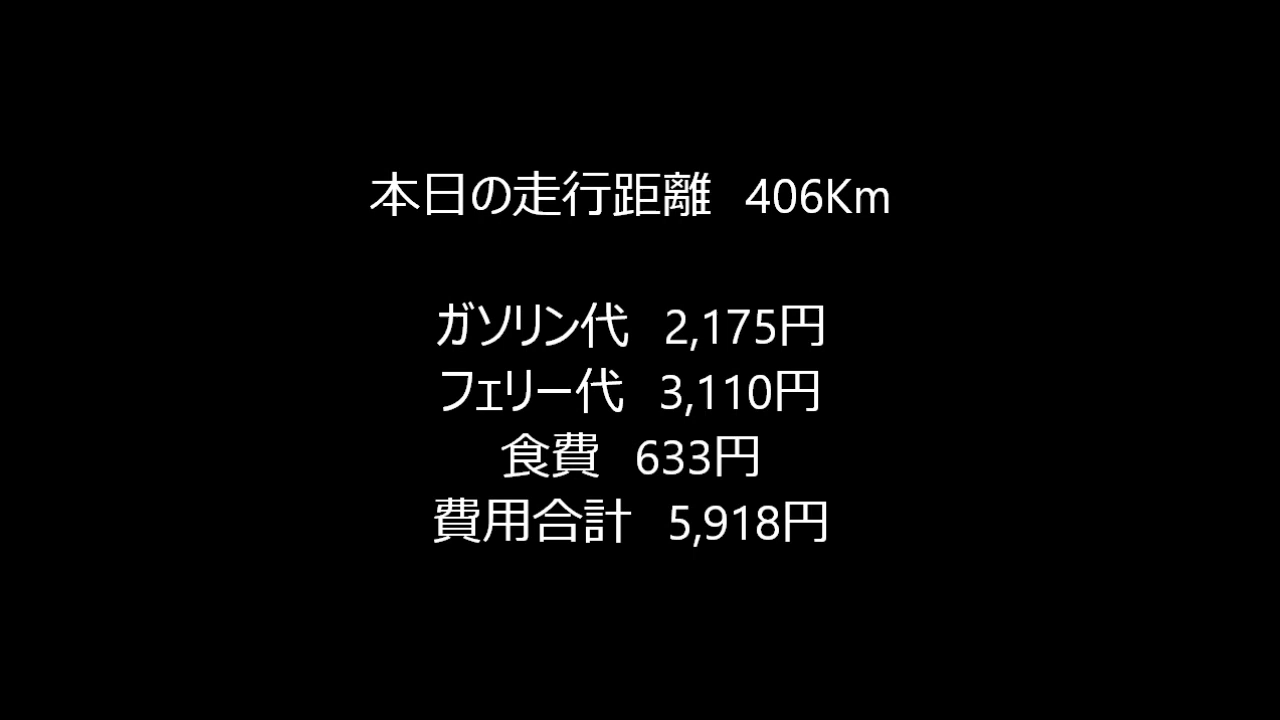 本日の走行距離　406Km
ガソリン代　2,175円
フェリー代　3,110円
食費　633円
費用合計　5,918円